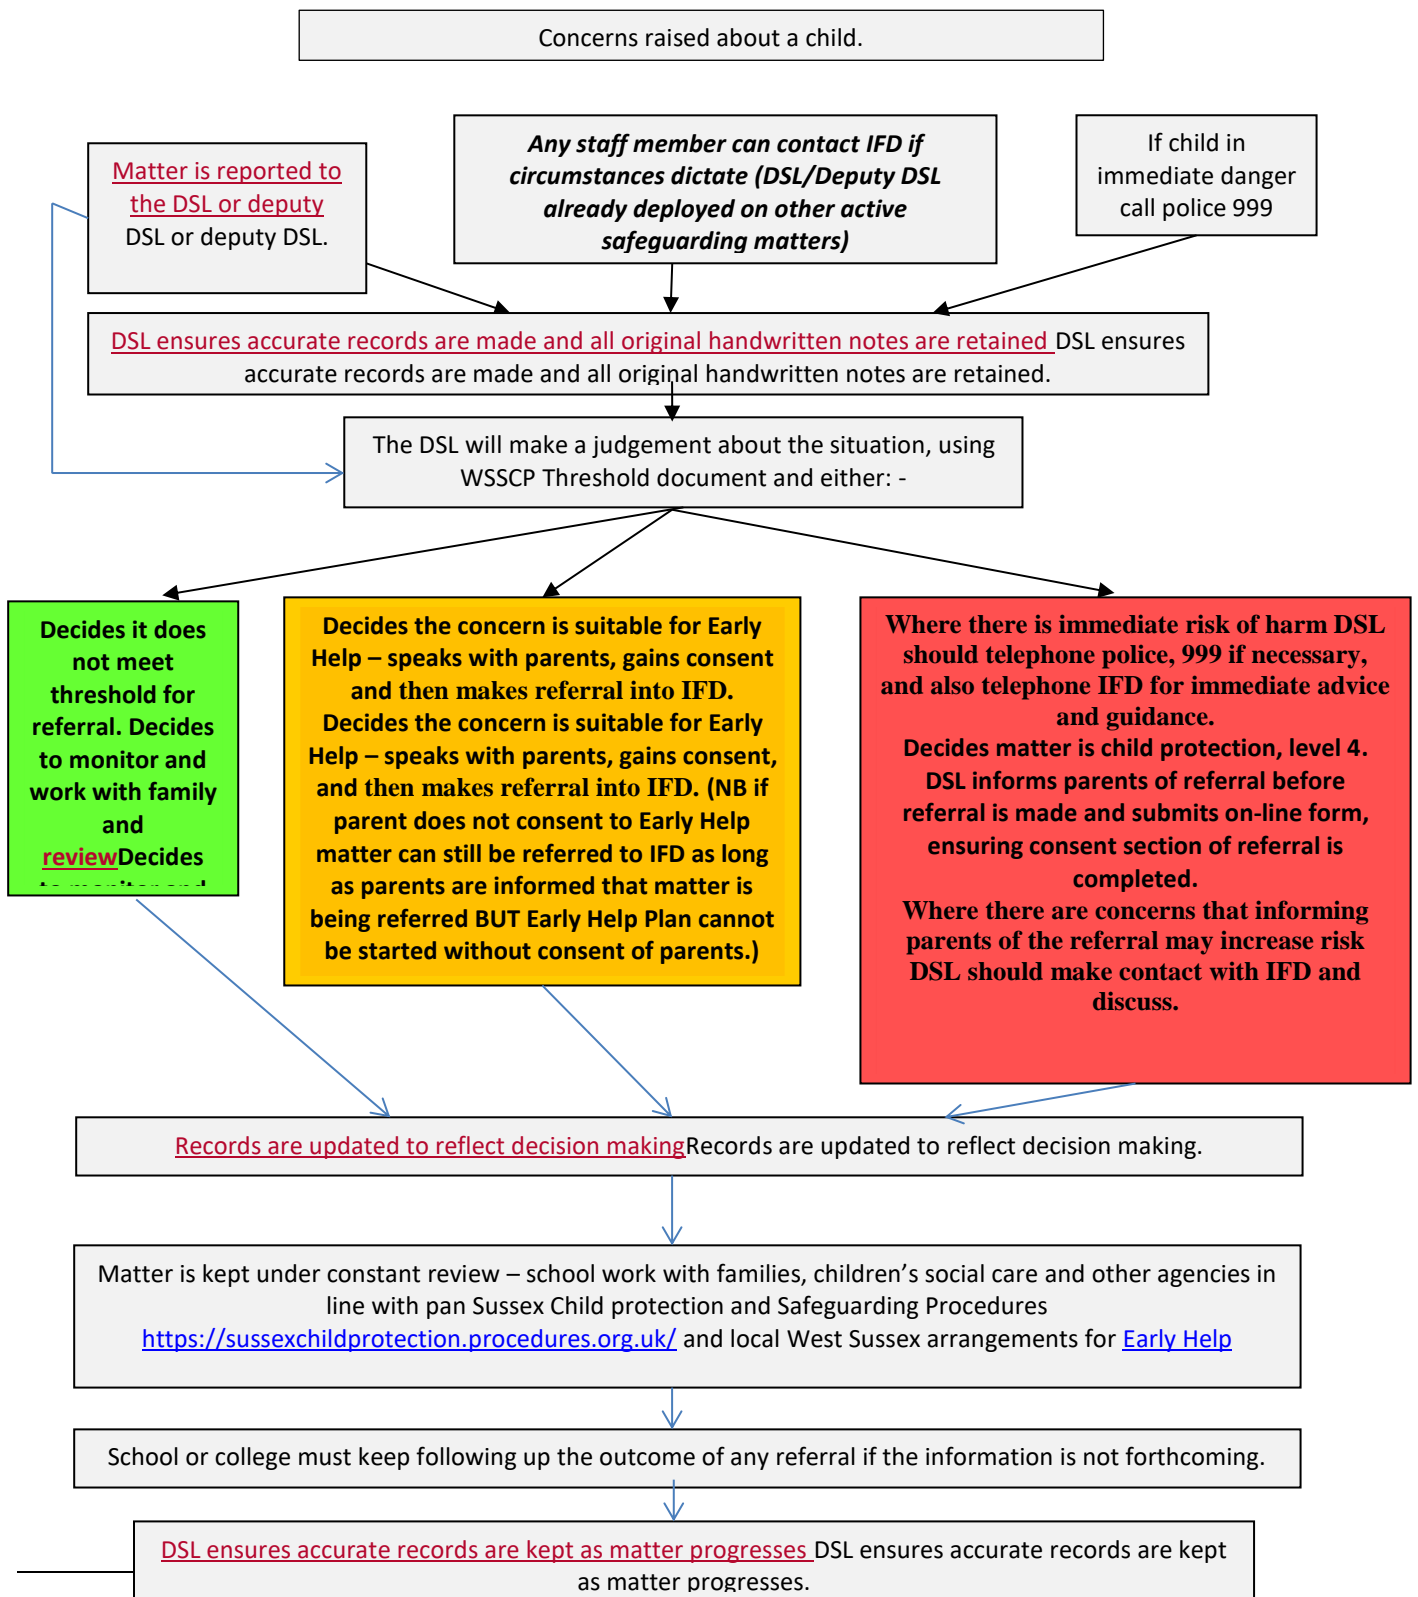 Concerns raised about a child.
Matter is reported to
the DSL or deputy
DSL or deputy DSL.
Any staff member can contact IFD if
circumstances dictate (DSL/Deputy DSL
already deployed on other active
safeguarding matters)
If child in
immediate danger
call police 999
DSL ensures accurate records are made and all original handwritten notes are retained DSL ensures
accurate records are made and all original handwritten notes are retained.
The DSL will make a judgement about the situation, using
WSSCP Threshold document and either: -
Decides it does
not meet
threshold for
referral. Decides
to monitor and
work with family
and
reviewDecides
to monitor and
Decides the concern is suitable for Early
Help – speaks with parents, gains consent
and then makes referral into IFD.
Decides the concern is suitable for Early
Help – speaks with parents, gains consent,
and then makes referral into IFD. (NB if
parent does not consent to Early Help
matter can still be referred to IFD as long
as parents are informed that matter is
being referred BUT Early Help Plan cannot
be started without consent of parents.)
Where there is immediate risk of harm DSL
should telephone police, 999 if necessary,
and also telephone IFD for immediate advice
and guidance.
Decides matter is child protection, level 4.
DSL informs parents of referral before
referral is made and submits on-line form,
ensuring consent section of referral is
completed.
Where there are concerns that informing
parents of the referral may increase risk
DSL should make contact with IFD and
discuss.
Records are updated to reflect decision makingRecords are updated to reflect decision making.
Matter is kept under constant review – school work with families, children’s social care and other agencies in
line with pan Sussex Child protection and Safeguarding Procedures
https://sussexchildprotection.procedures.org.uk/ and local West Sussex arrangements for Early Help
School or college must keep following up the outcome of any referral if the information is not forthcoming.
DSL ensures accurate records are kept as matter progresses DSL ensures accurate records are kept
as matter progresses.